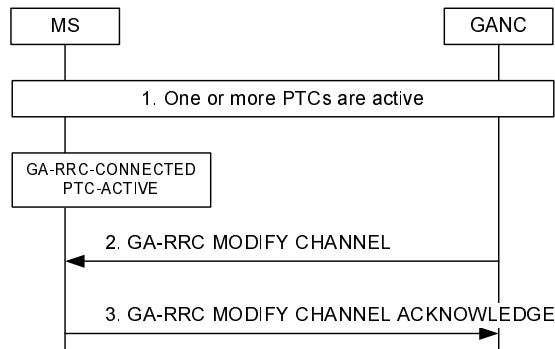 MS
GANC
1. One or more PTCs are active
GA-RRC-CONNECTED
PTC-ACTIVE
2. GA-RRC MODIFY CHANNEL
3. GA-RRC MODIFY CHANNEL ACKNOWLEDGE